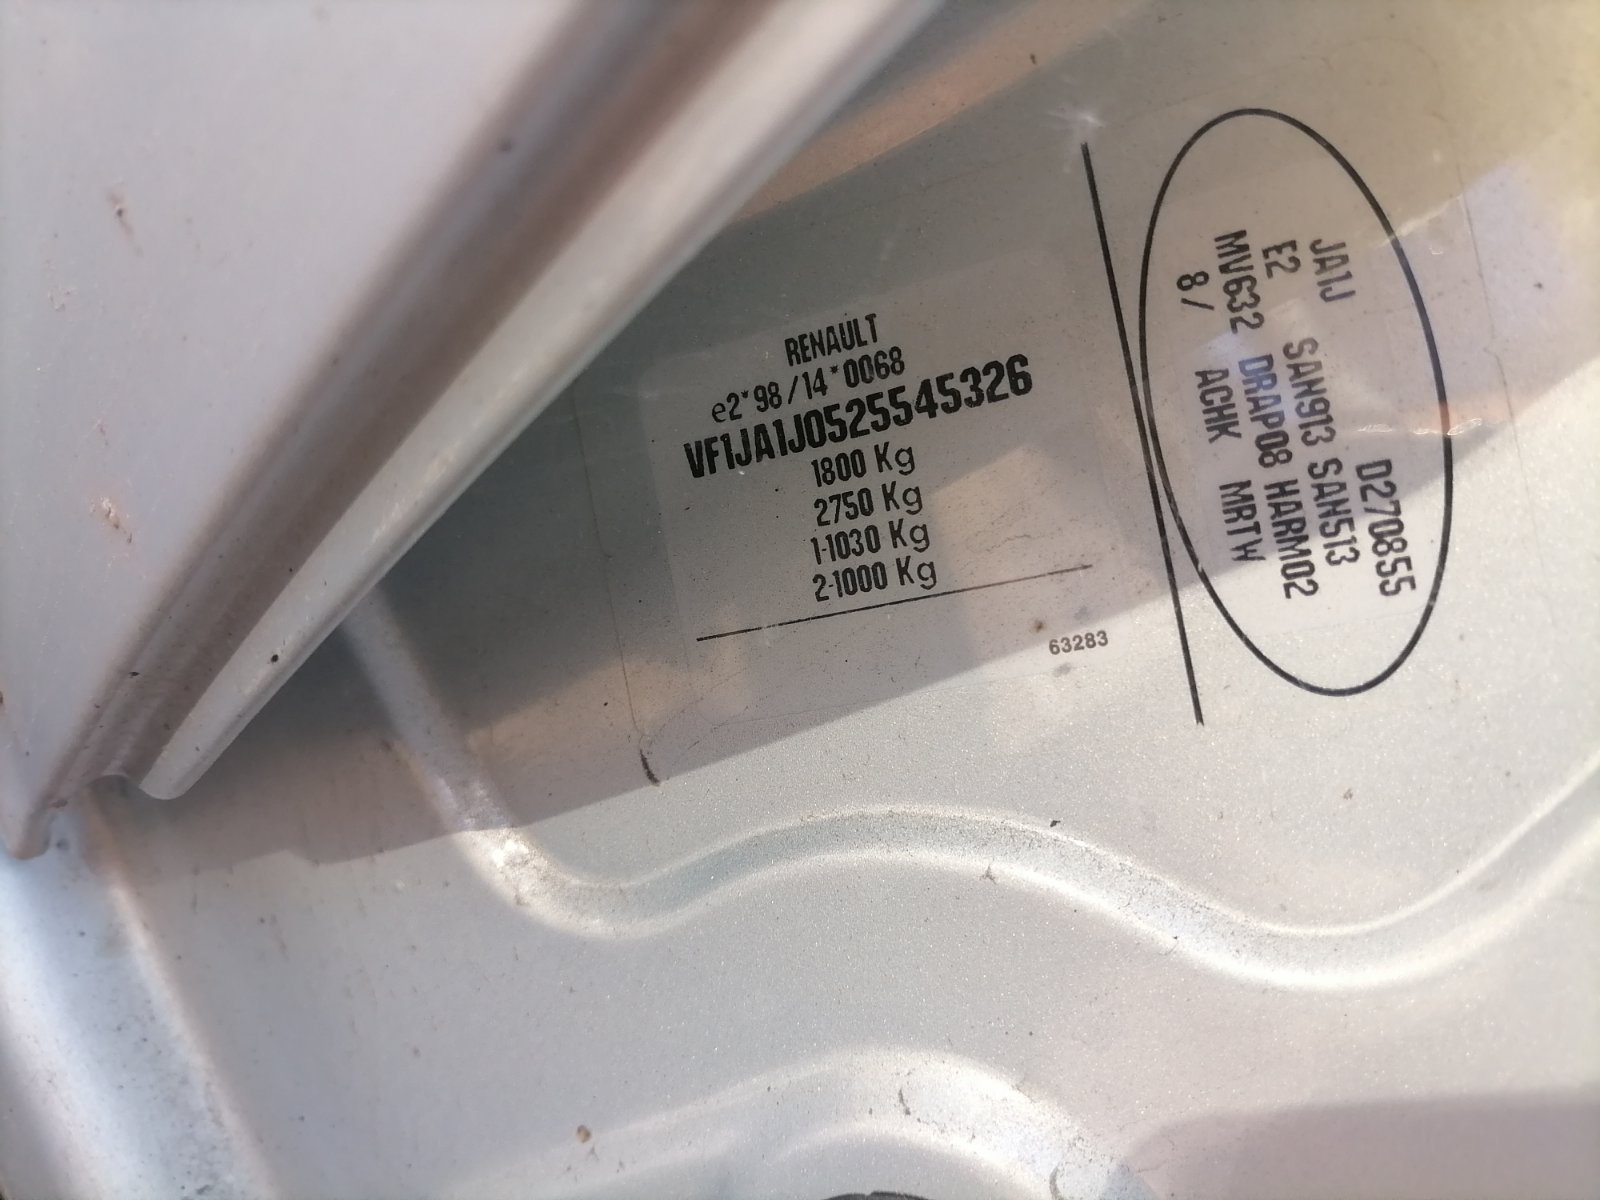 RENAULT
e2*98/14*0068
VF1JA1J0525545326
1800 Kg
2750 Kg
1-1030 Kg
2-1000 Kg
63283
D270855
JA1J SAN913 SAN513
E2 DRAP08 HARM02
MV632 ACHK MRTW
8/